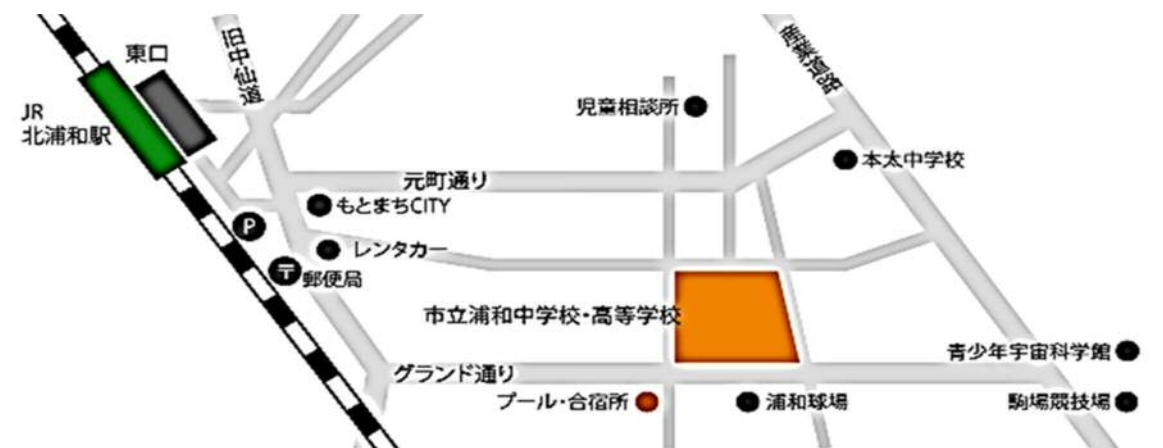 東口
旧中仙道
産業道路
JR
北浦和駅
児童相談所
本太中学校
元町通り
もとまちCITY
P
レンタカー
〒
郵便局
市立浦和中学校・高等学校
青少年宇宙科学館
グランド通り
プール・合宿所
浦和球場
駒場競技場